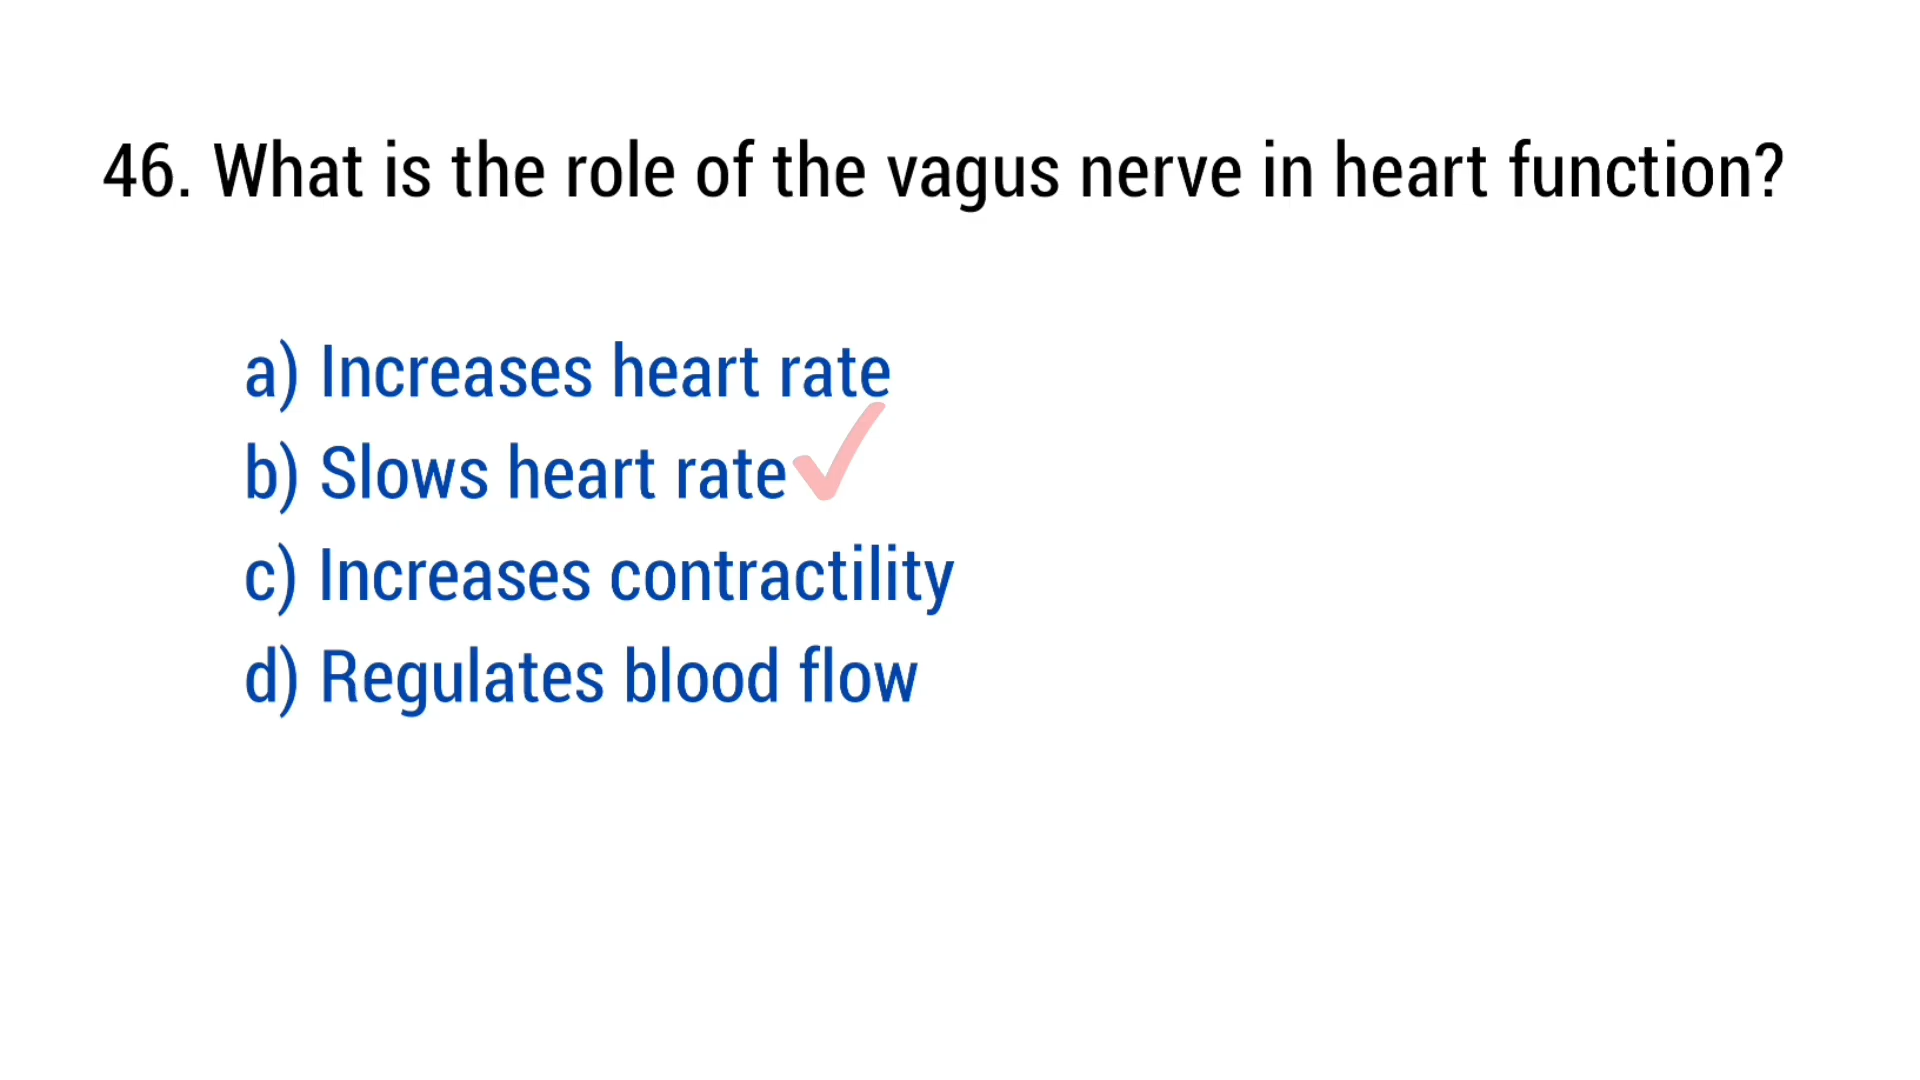 46. What is the role of the vagus nerve in heart function?
a) Increases heart rate
b) Slows heart rate
c) Increases contractility
d) Regulates blood flow